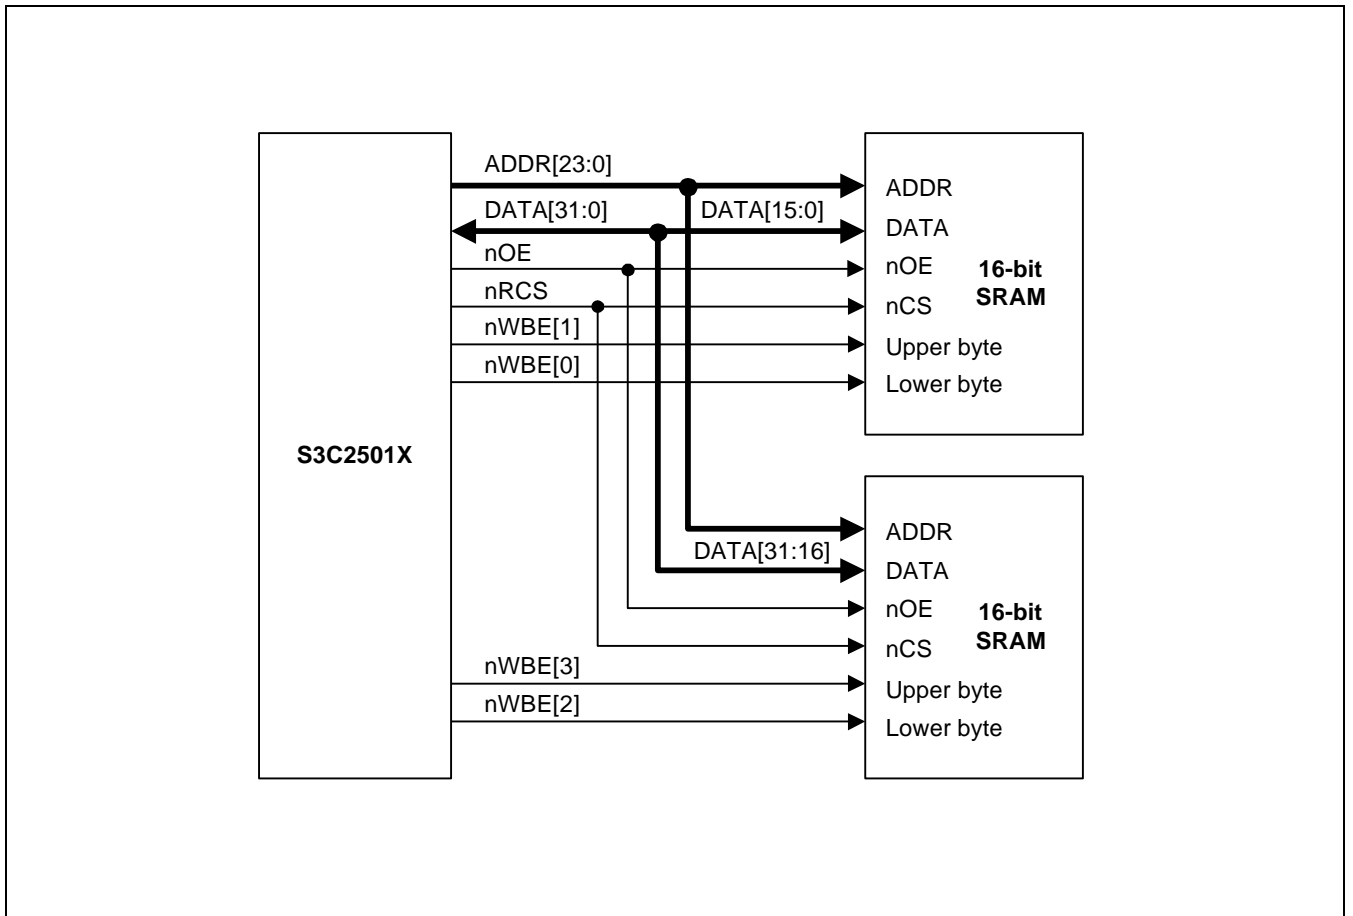 ADDR[23:0]
DATA[31:0]
DATA[15:0]
nOE
nRCS
nWBE[1]
nWBE[0]
ADDR
DATA
nOE
nCS
Upper byte
Lower byte
16-bit
SRAM
S3C2501X
DATA[31:16]
nWBE[3]
nWBE[2]
ADDR
DATA
nOE
nCS
Upper byte
Lower byte
16-bit
SRAM